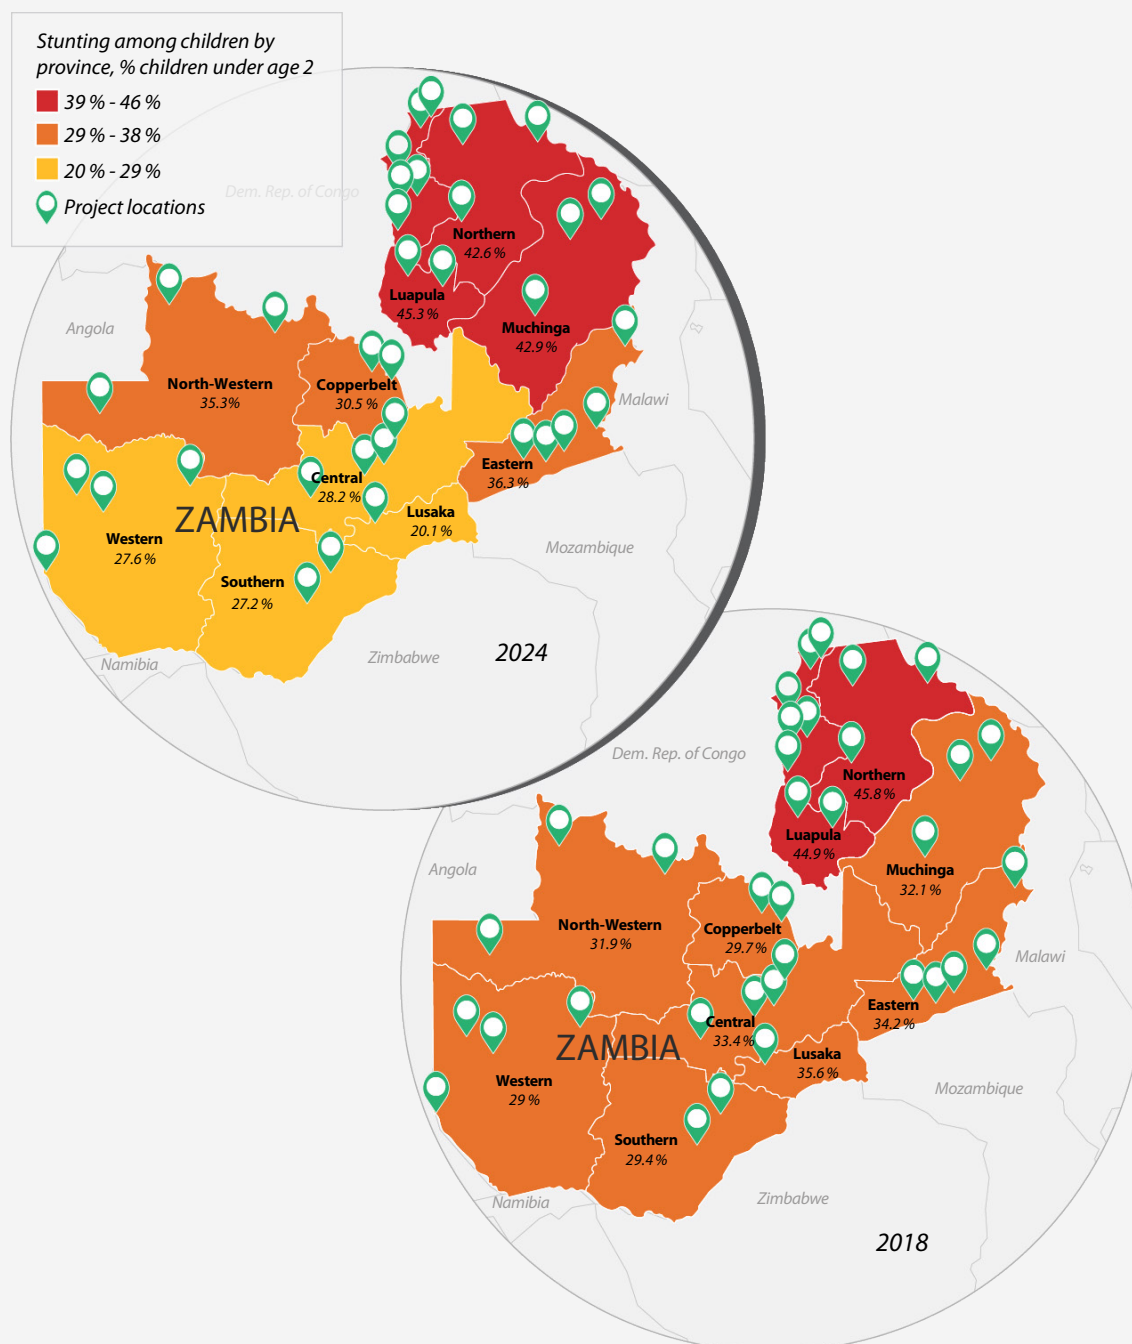 Stunting among children by
province, % children under age 2
39 % - 46 %
29 % - 38 %
20 % - 29 %
Project locations
Dem. Rep. of Congo
Angola
Northern
42.6 %
Luapula
45.3 %
Muchinga
42.9 %
North-Western
35.3%
Copperbelt
30.5 %
Malawi
Eastern
36.3 %
Central
28.2 %
Lusaka
20.1 %
ZAMBIA
Western
27.6 %
Southern
27.2 %
Mozambique
Namibia
Zimbabwe
2024
Dem. Rep. of Congo
Angola
Northern
45.8 %
Luapula
44.9 %
Muchinga
32.1 %
North-Western
31.9 %
Copperbelt
29.7 %
Malawi
Eastern
34.2 %
Central
33.4%
Lusaka
35.6 %
ZAMBIA
Western
29 %
Southern
29.4 %
Mozambique
Namibia
Zimbabwe
2018